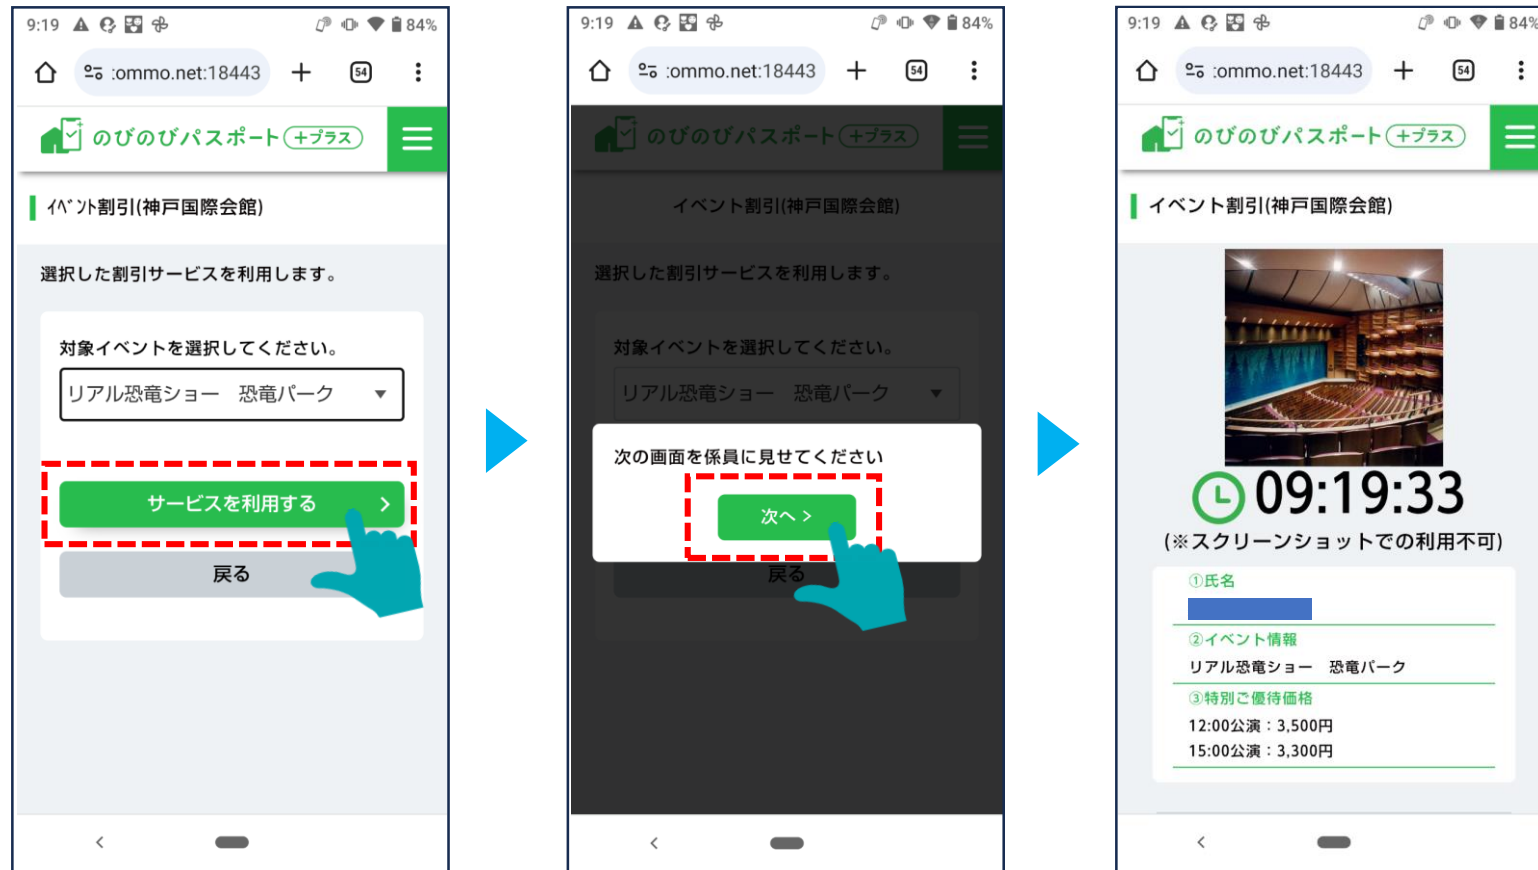 9:19
84%
:ommo.net:18443
54
のびのびパスポート +プラス
イベント割引(神戸国際会館)
選択した割引サービスを利用します。
対象イベントを選択してください。
リアル恐竜ショー　恐竜パーク
サービスを利用する
戻る
9:19
84%
:ommo.net:18443
54
のびのびパスポート +プラス
イベント割引(神戸国際会館)
選択した割引サービスを利用します。
対象イベントを選択してください。
リアル恐竜ショー　恐竜パーク
次の画面を係員に見せてください
次へ >
戻る
9:19
84%
:ommo.net:18443
54
のびのびパスポート +プラス
イベント割引(神戸国際会館)
09:19:33
(※スクリーンショットでの利用不可)
①氏名
②イベント情報
リアル恐竜ショー　恐竜パーク
③特別ご優待価格
12:00公演：3,500円
15:00公演：3,300円